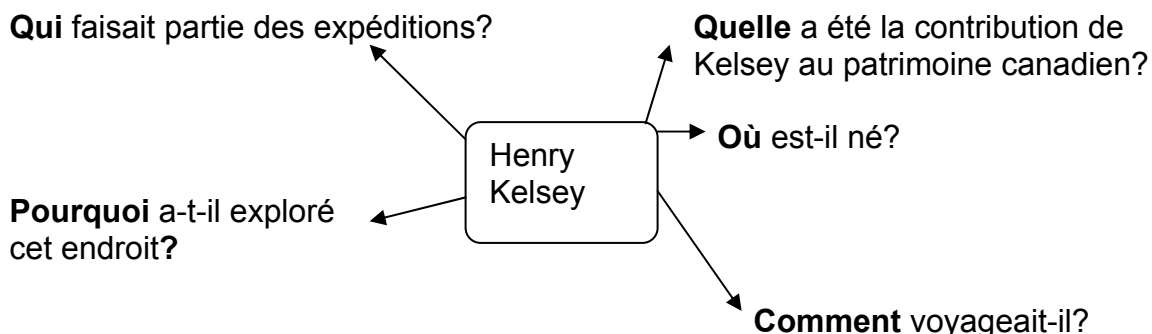 Qui faisait partie des expéditions?
Quelle a été la contribution de
Kelsey au patrimoine canadien?
Où est-il né?
Henry
Kelsey
Pourquoi a-t-il exploré
cet endroit?
Comment voyageait-il?